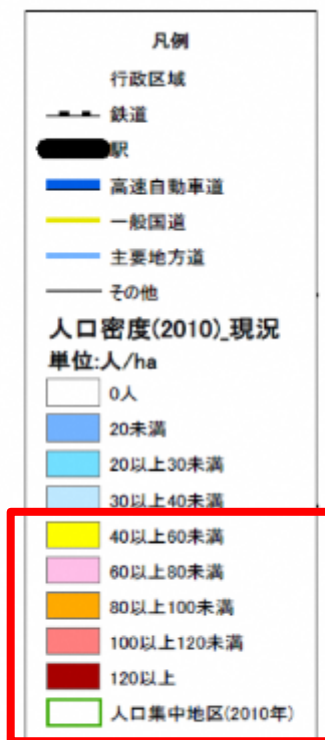 凡例
行政区域
鉄道
駅
高速自動車道
一般国道
主要地方道
その他
人口密度(2010)_現況
単位:人/ha
0人
20未満
20以上30未満
30以上40未満
40以上60未満
60以上80未満
80以上100未満
100以上120未満
120以上
人口集中地区(2010年)